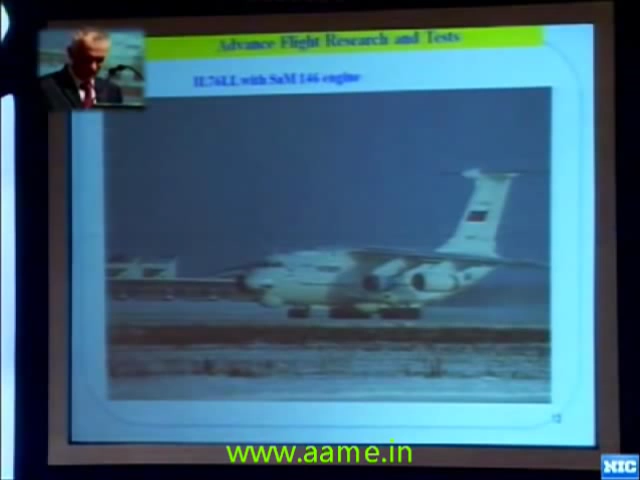 Advance Flight Research and Tests
IL76LL with SaM 146 engine
12
www.aame.in
NIC